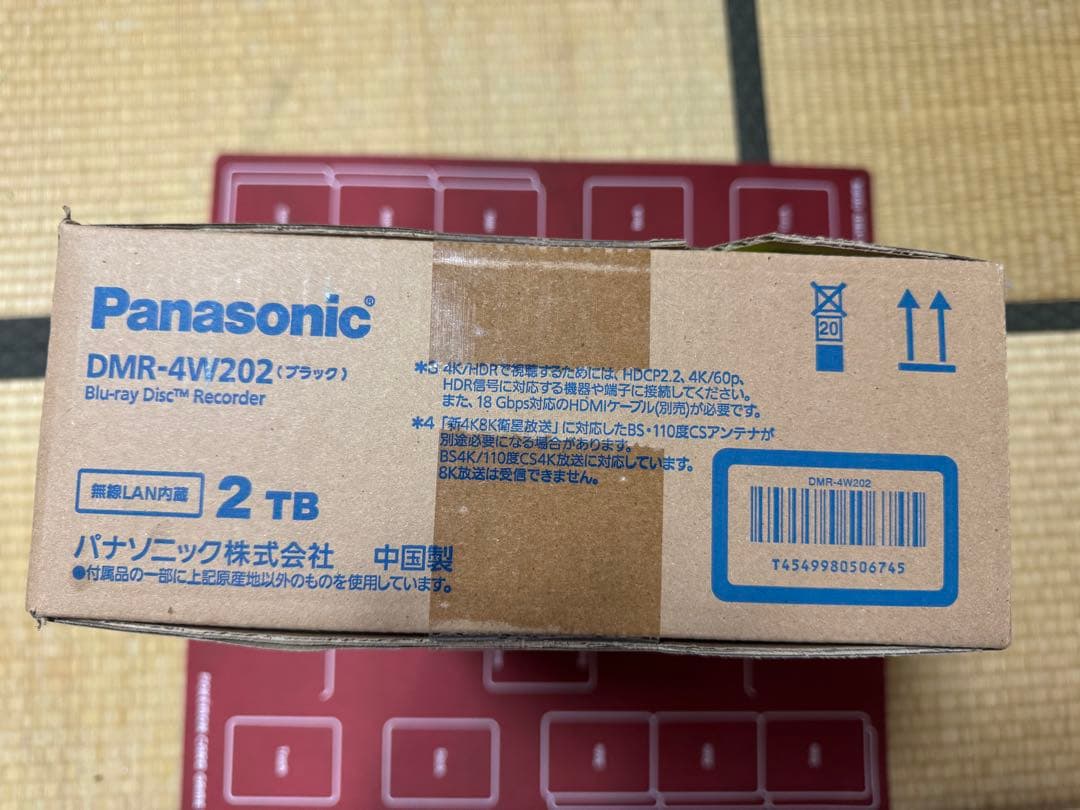 Panasonic®
DMR-4W202(ブラック)
Blu-ray Disc™ Recorder
無線LAN内蔵
2 TB
パナソニック株式会社 中国製
●付属品の一部に上記原産地以外のものを使用しています。
*3 4K/HDRで視聴するためには、HDCP2.2、4K/60p、
HDR信号に対応する機器や端子に接続してください。
また、18 Gbps対応のHDMIケーブル(別売)が必要です。
*4 「新4K8K衛星放送」に対応したBS・110度CSアンテナが
別途必要になる場合があります。
BS4K/110度CS4K放送に対応しています。
8K放送は受信できません。
20
DMR-4W202
T4549980506745